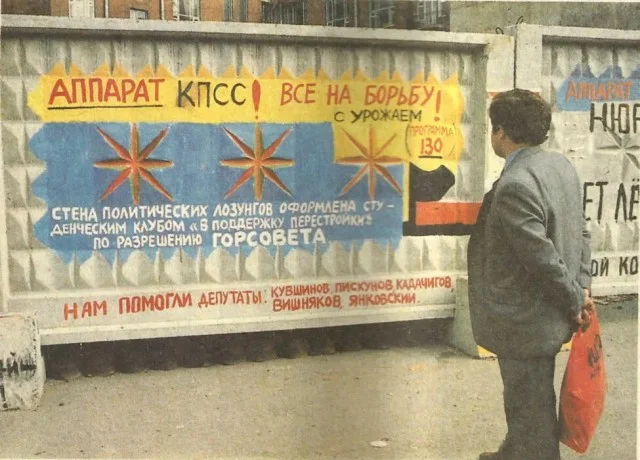 АППАРАТ КПСС! ВСЕ НА БОРЬБУ!
С УРОЖАЕМ
ПРОГРАММА
130
СТЕНА ПОЛИТИЧЕСКИХ ЛОЗУНГОВ ОФОРМЛЕНА СТУ-
ДЕНЧЕСКИМ КЛУБОМ «В ПОДДЕРЖКУ ПЕРЕСТРОЙКИ»
ПО РАЗРЕШЕНИЮ ГОРСОВЕТА
НАМ ПОМОГЛИ ДЕПУТАТЫ: КУВШИНОВ, ПИСКУНОВ, КАДАЧИГОВ
ВИШНЯКОВ, ЯНКОВСКИЙ.
АППАРАТ